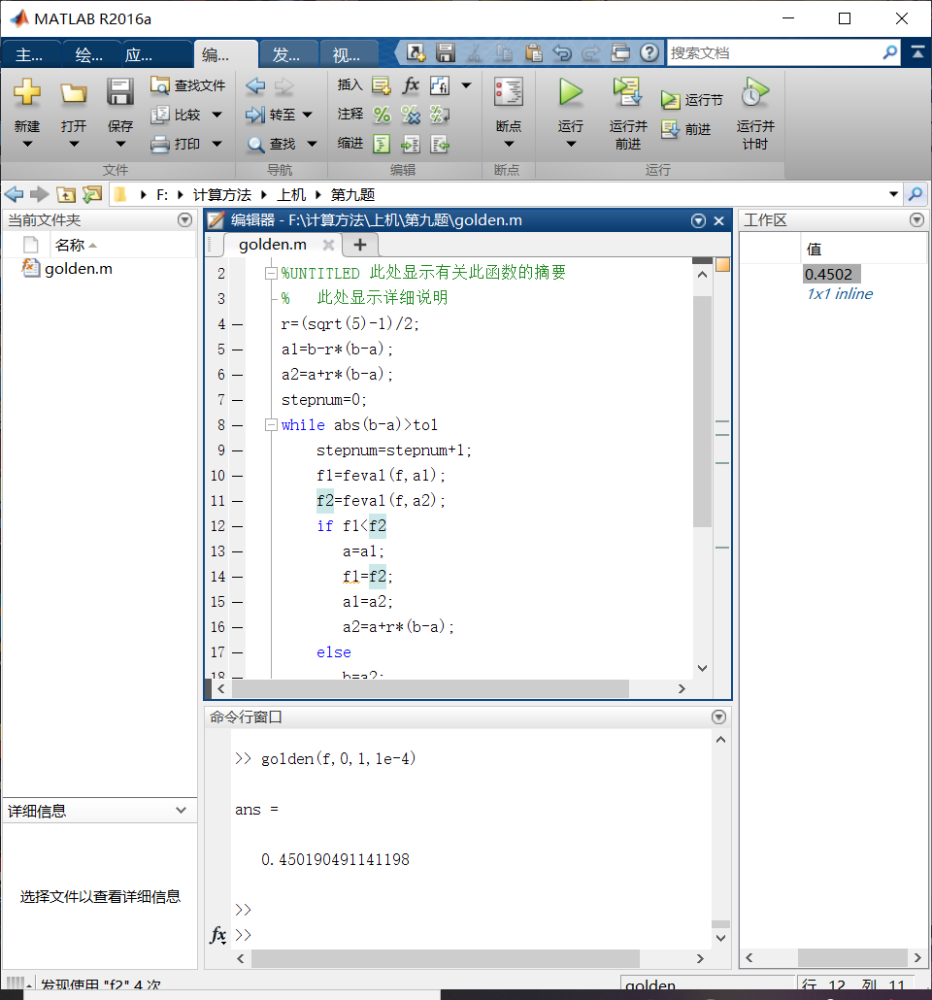 MATLAB R2016a
主... 绘... 应... 编... 发... 视... 搜索文档
新建 打开 保存 查找文件 比较 打印
文件
转至 查找
导航
插入 fx fi
注释 % %
缩进
编辑
断点
断点
运行 运行并前进 运行节 前进 运行并计时
运行
F: 计算方法 上机 第九题
当前文件夹
名称
golden.m
详细信息
选择文件以查看详细信息
编辑器 - F:\计算方法\上机\第九题\golden.m
golden.m
2 %UNTITLED 此处显示有关此函数的摘要
3 %   此处显示详细说明
4 — r=(sqrt(5)-1)/2;
5 — a1=b-r*(b-a);
6 — a2=a+r*(b-a);
7 — stepnum=0;
8 — while abs(b-a)>tol
9 — stepnum=stepnum+1;
10 — f1=feval(f,a1);
11 — f2=feval(f,a2);
12 — if f1<f2
13 — a=a1;
14 — f1=f2;
15 — a1=a2;
16 — a2=a+r*(b-a);
17 — else
18 — b=a2;
命令行窗口
>> golden(f,0,1,1e-4)
ans =
0.450190491141198
>>
fx >>
工作区
值
0.4502
1x1 inline
发现使用 "f2" 4 次
golden
行 12 列 11